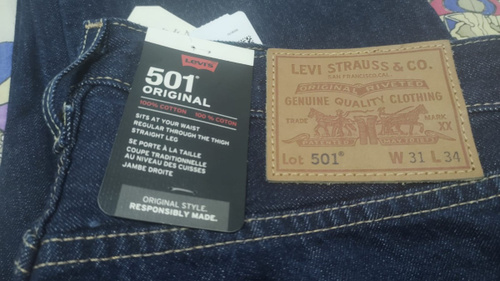 LEVI'S
501®
ORIGINAL
100% COTTON 100 % COTON
SITS AT YOUR WAIST
REGULAR THROUGH THE THIGH
STRAIGHT LEG
SE PORTE À LA TAILLE
COUPE TRADITIONNELLE
AU NIVEAU DES CUISSES
JAMBE DROITE
ORIGINAL STYLE.
RESPONSIBLY MADE.
LEVI STRAUSS & CO.
SAN FRANCISCO, CAL.
ORIGINAL RIVETED
GENUINE QUALITY CLOTHING
TRADE MARK
XX
Lot 501® W 31 L 34